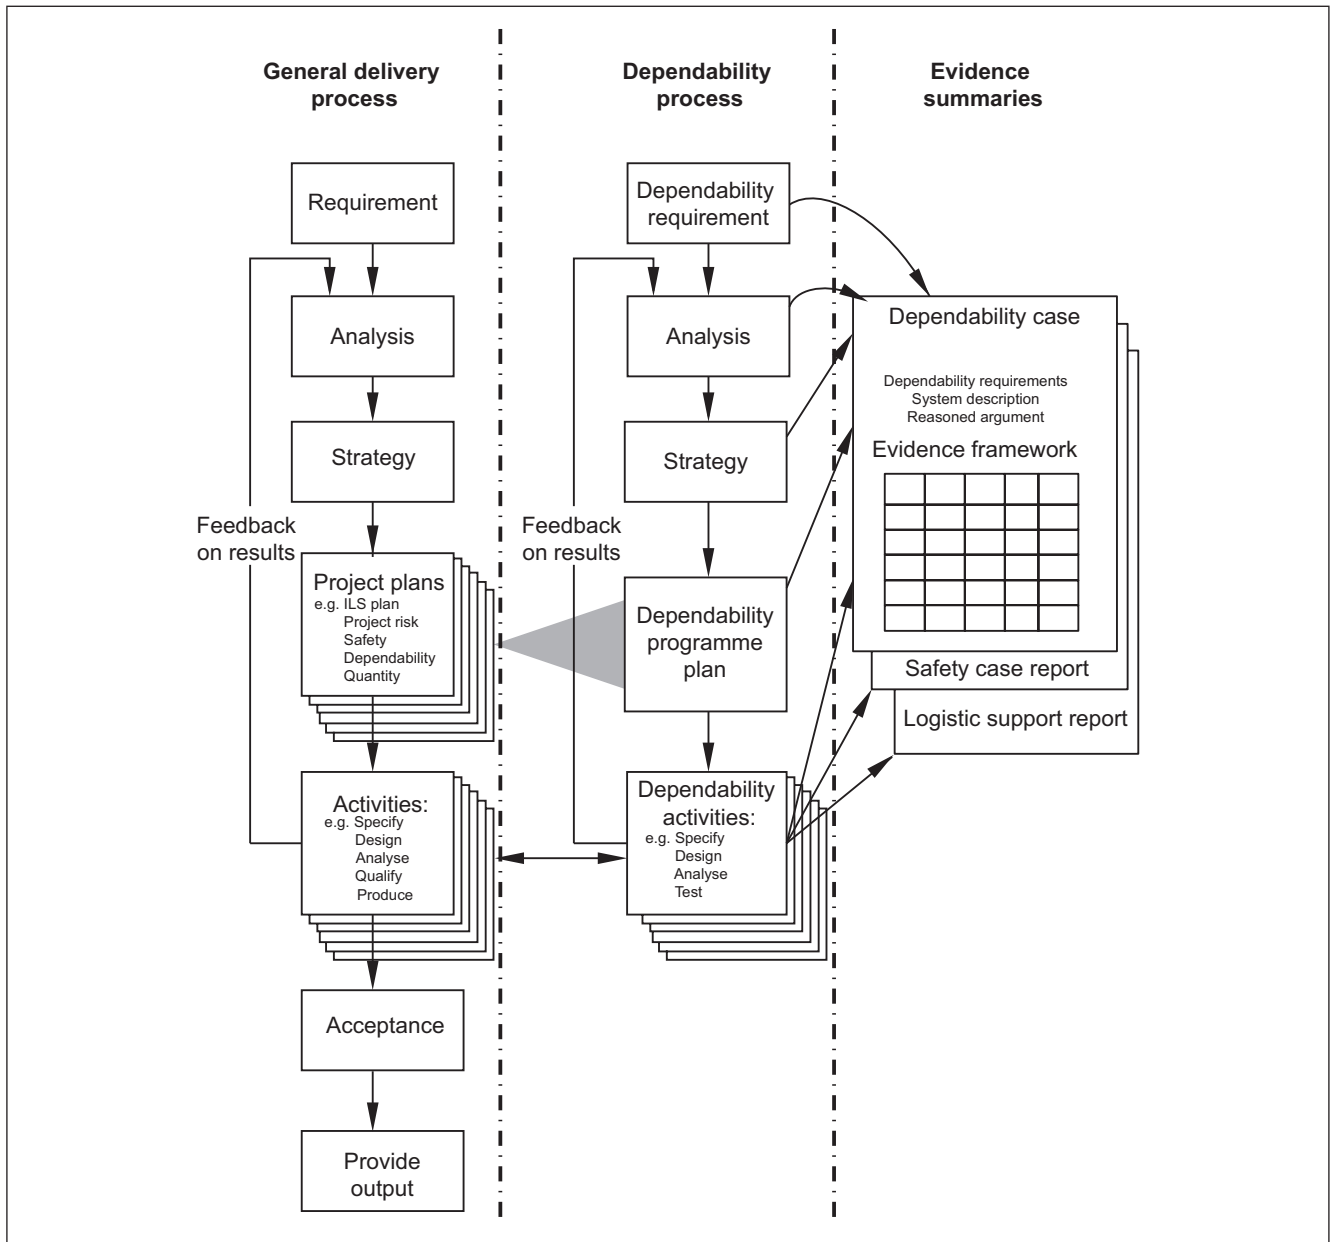 General delivery
process
Dependability
process
Evidence
summaries
Requirement
Analysis
Strategy
Feedback
on results
Project plans
e.g. ILS plan
Project risk
Safety
Dependability
Quantity
Activities:
e.g. Specify
Design
Analyse
Qualify
Produce
Acceptance
Provide
output
Dependability
requirement
Analysis
Strategy
Feedback
on results
Dependability
programme
plan
Dependability
activities:
e.g. Specify
Design
Analyse
Test
Dependability case
Dependability requirements
System description
Reasoned argument
Evidence framework
Safety case report
Logistic support report